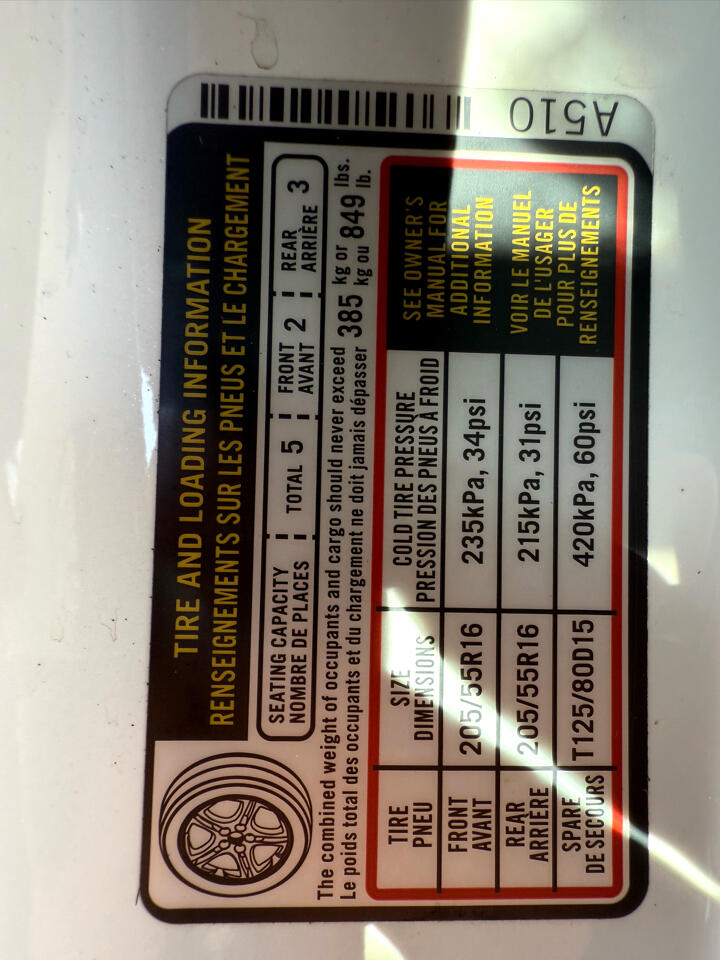 A510
TIRE AND LOADING INFORMATION
RENSEIGNEMENTS SUR LES PNEUS ET LE CHARGEMENT
SEATING CAPACITY
NOMBRE DE PLACES
TOTAL 5
FRONT
AVANT 2
REAR
ARRIÈRE 3
The combined weight of occupants and cargo should never exceed 385 kg or 849 lbs.
Le poids total des occupants et du chargement ne doit jamais dépasser 385 kg ou 849 lb.
TIRE
PNEU
SIZE
DIMENSIONS
COLD TIRE PRESSURE
PRESSION DES PNEUS À FROID
FRONT
AVANT
205/55R16
235kPa, 34psi
REAR
ARRIÈRE
205/55R16
215kPa, 31psi
SPARE
DE SECOURS
T125/80D15
420kPa, 60psi
SEE OWNER'S
MANUAL FOR
ADDITIONAL
INFORMATION
VOIR LE MANUEL
DE L'USAGER
POUR PLUS DE
RENSEIGNEMENTS